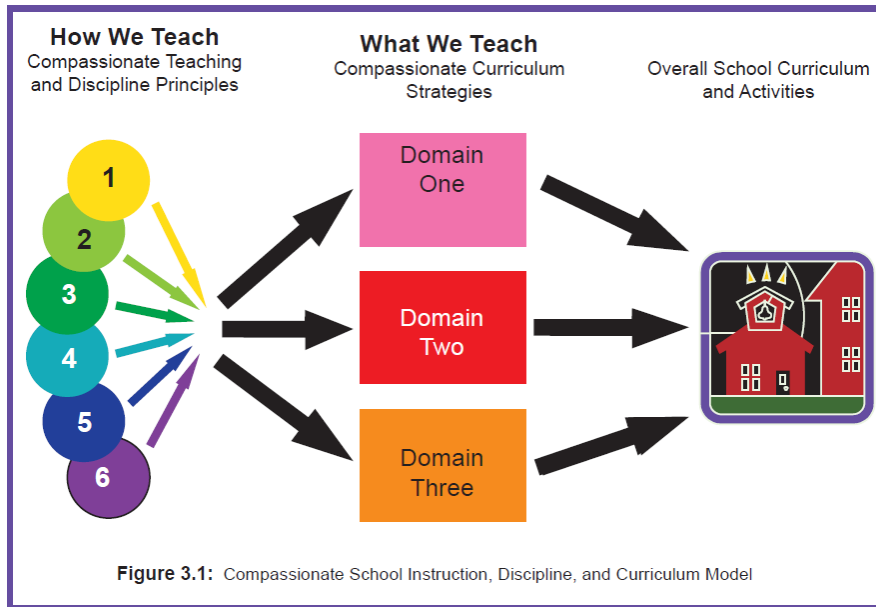 How We Teach
Compassionate Teaching
and Discipline Principles
What We Teach
Compassionate Curriculum
Strategies
Overall School Curriculum
and Activities
1
2
3
4
5
6
Domain
One
Domain
Two
Domain
Three
Figure 3.1: Compassionate School Instruction, Discipline, and Curriculum Model